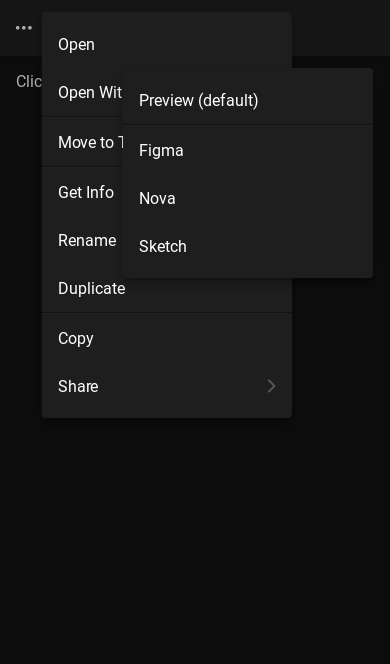 Open
Clic
Open Wit
Preview (default)
Move to T
Figma
Get Info
Nova
Rename
Sketch
Duplicate
Copy
Share